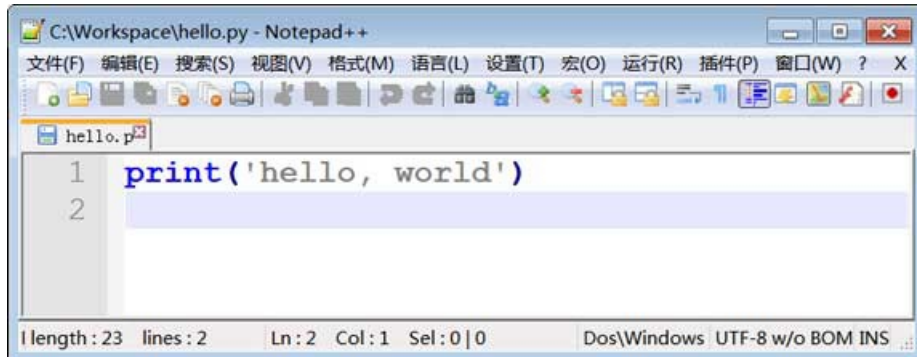 C:\Workspace\hello.py - Notepad++
文件(F) 编辑(E) 搜索(S) 视图(V) 格式(M) 语言(L) 设置(T) 宏(O) 运行(R) 插件(P) 窗口(W) ? X
hello.p
1 print('hello, world')
2
length : 23 lines : 2 Ln : 2 Col : 1 Sel : 0 | 0 Dos\Windows UTF-8 w/o BOM INS